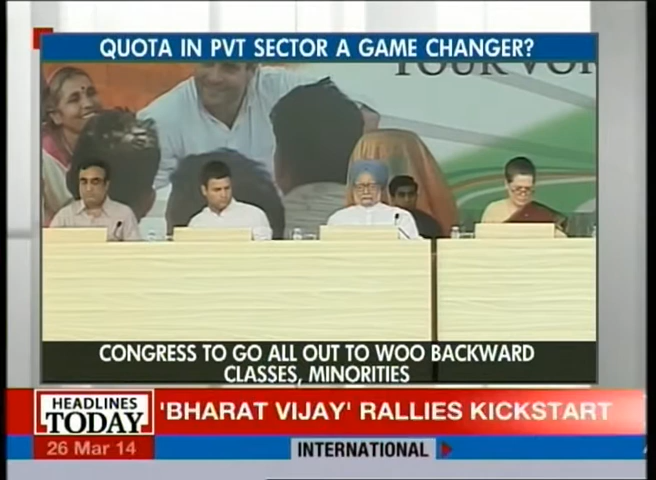 QUOTA IN PVT SECTOR A GAME CHANGER?
YOUR VOI
CONGRESS TO GO ALL OUT TO WOO BACKWARD
CLASSES, MINORITIES
HEADLINES
TODAY
'BHARAT VIJAY' RALLIES KICKSTART
26 Mar 14
INTERNATIONAL